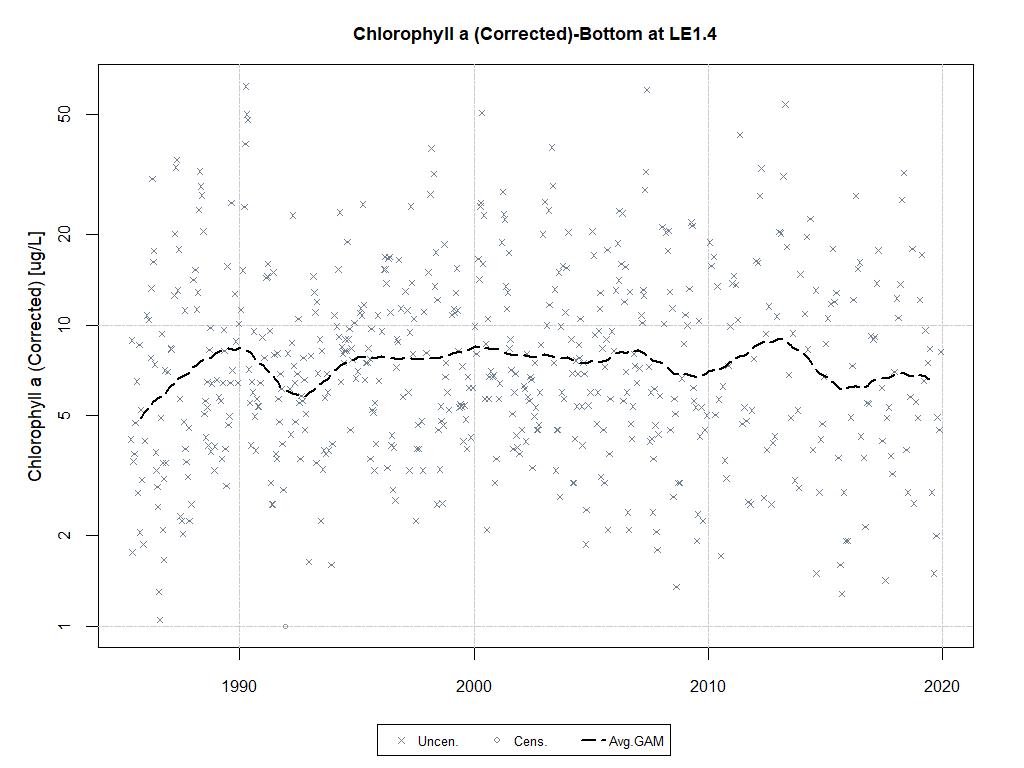 Chlorophyll a (Corrected)-Bottom at LE1.4
Chlorophyll a (Corrected) [ug/L]
50
20
10
5
2
1
1990 2000 2010 2020
Uncen. Cens. Avg.GAM